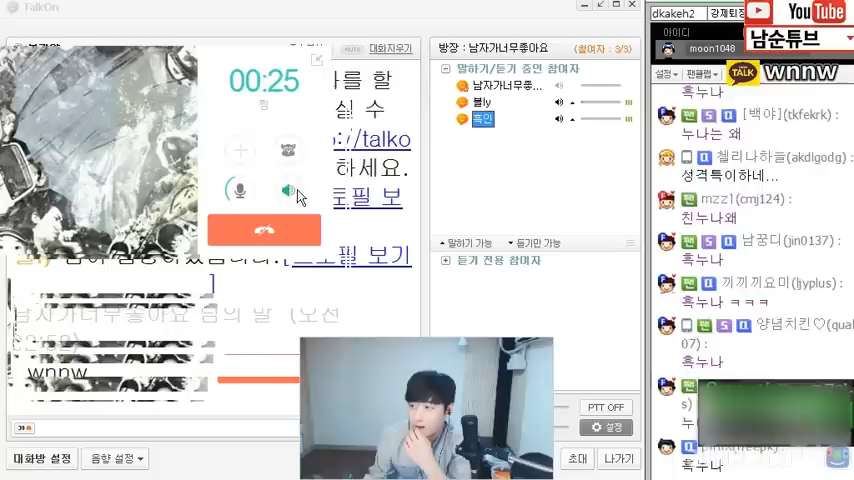 TalkOn
dkakeh2
강제퇴장
YouTube
남순튜브
아이디
moon1048
설정
팬클럽
TALK
wnnw
AUTO
대화지우기
방장 : 남자가너무좋아요
(참여자 : 3/3)
말하기/듣기 중인 참여자
남자가너무좋...
볼ly
흑인
00:25
찡
를 할
실 수
://talko
하세요.
필 보
필 보기
]
말하기 가능
듣기만 가능
듣기 전용 참여자
남자가너무좋아요 님의 말 (오전
wnnw
가가
대화방 설정
음향 설정
PTT OFF
설정
초대
나가기
흑누나
[백야](tkfekrk) :
누나는 왜
첼리나하늘(akdlgodg) :
성격특이하네...
mzz1(cmj124) :
친누나왜
남꿍디(jin0137) :
흑누나
끼끼끼요미(ljyplus) :
흑누나 ㅋㅋㅋ
양념치킨♡(qual
07) :
흑누나
s)
누
흑누나